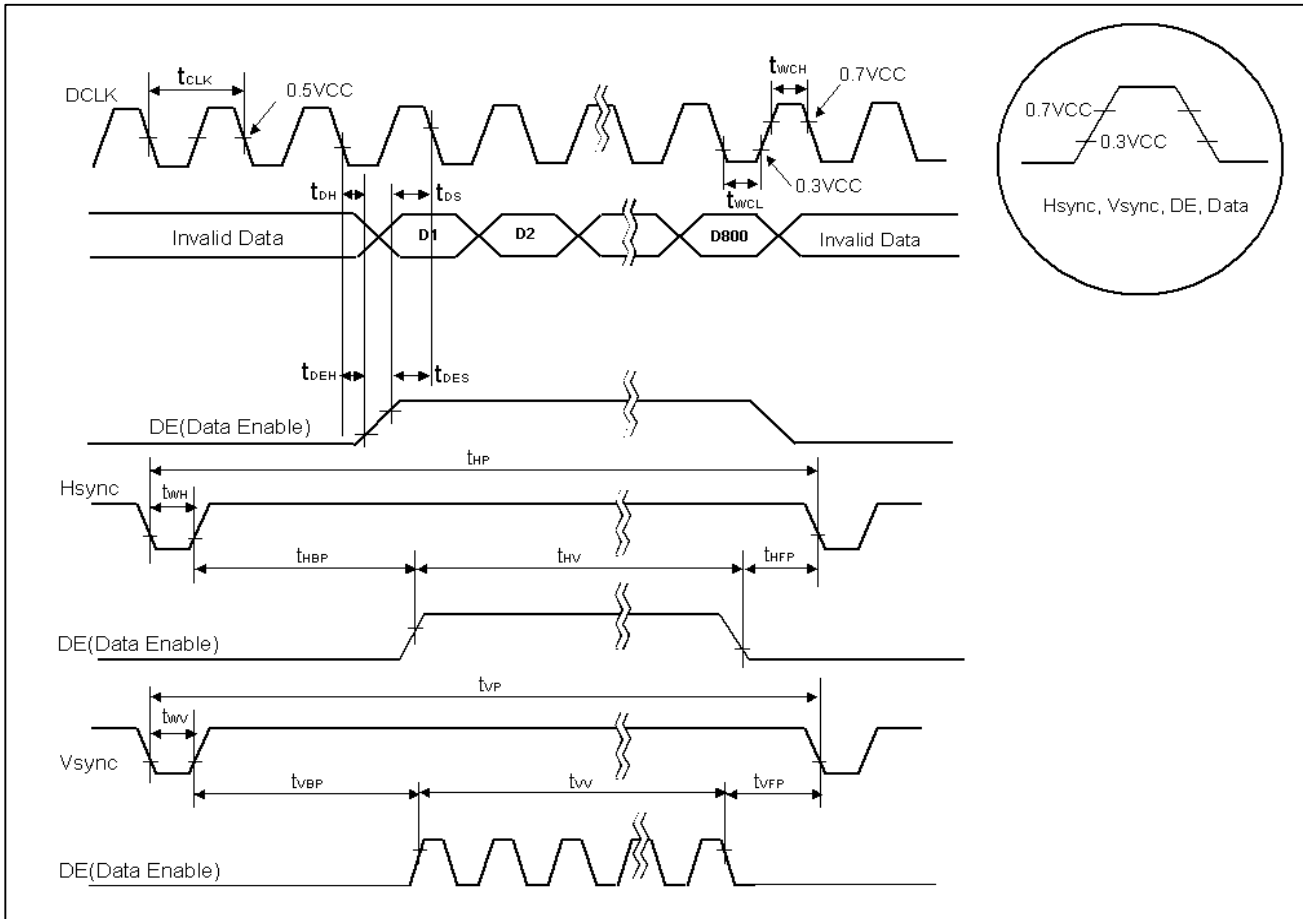 tCLK
0.5VCC
DCLK
tWCH
0.7VCC
0.3VCC
tWCL
tDH
tDS
Invalid Data
D1
D2
D800
Invalid Data
0.7VCC
0.3VCC
Hsync, Vsync, DE, Data
tDEH
tDES
DE(Data Enable)
tHP
Hsync
tWH
tHBP
tHV
tHFP
DE(Data Enable)
tVP
tWV
Vsync
tVBP
tVV
tVFP
DE(Data Enable)